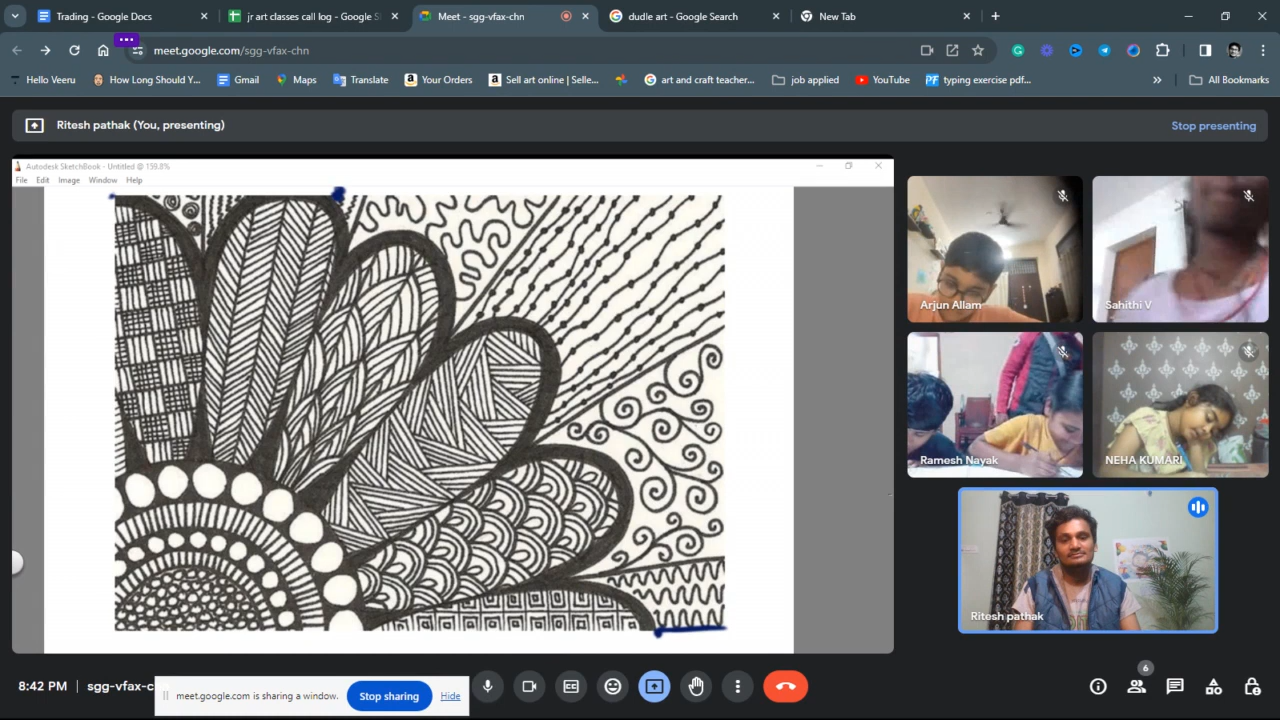 Trading - Google Docs
jr art classes call log - Google S
Meet - sgg-vfax-chn
dudle art - Google Search
New Tab
meet.google.com/sgg-vfax-chn
Hello Veeru
How Long Should Y...
Gmail
Maps
Translate
Your Orders
Sell art online | Selle...
art and craft teacher...
job applied
YouTube
typing exercise pdf...
All Bookmarks
Ritesh pathak (You, presenting)
Stop presenting
Autodesk SketchBook - Untitled @ 159.8%
File Edit Image Window Help
Arjun Allam
Sahithi V
Ramesh Nayak
NEHA KUMARI
Ritesh pathak
8:42 PM | sgg-vfax-c
meet.google.com is sharing a window.
Stop sharing
Hide
6